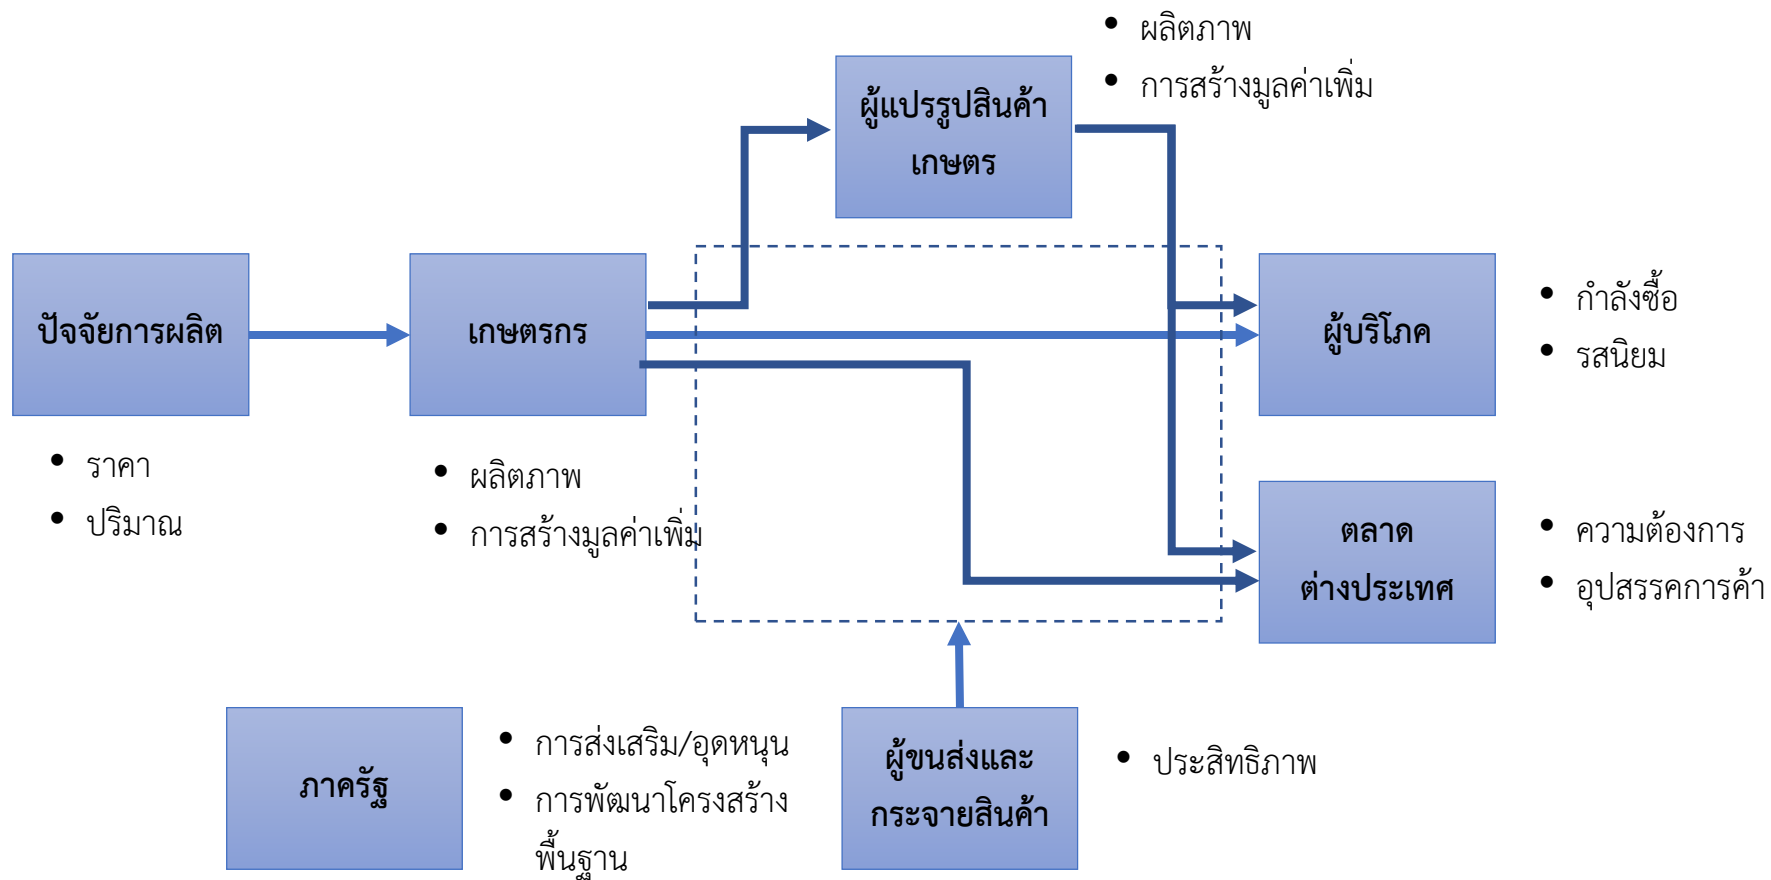 • ผลิตภาพ
• การสร้างมูลค่าเพิ่ม
ผู้แปรรูปสินค้า
เกษตร
ปัจจัยการผลิต
• ราคา
• ปริมาณ
เกษตรกร
• ผลิตภาพ
• การสร้างมูลค่าเพิ่ม
ผู้บริโภค
• กำลังซื้อ
• รสนิยม
ตลาด
ต่างประเทศ
• ความต้องการ
• อุปสรรคการค้า
ภาครัฐ
• การส่งเสริม/อุดหนุน
• การพัฒนาโครงสร้าง
พื้นฐาน
ผู้ขนส่งและ
กระจายสินค้า
• ประสิทธิภาพ